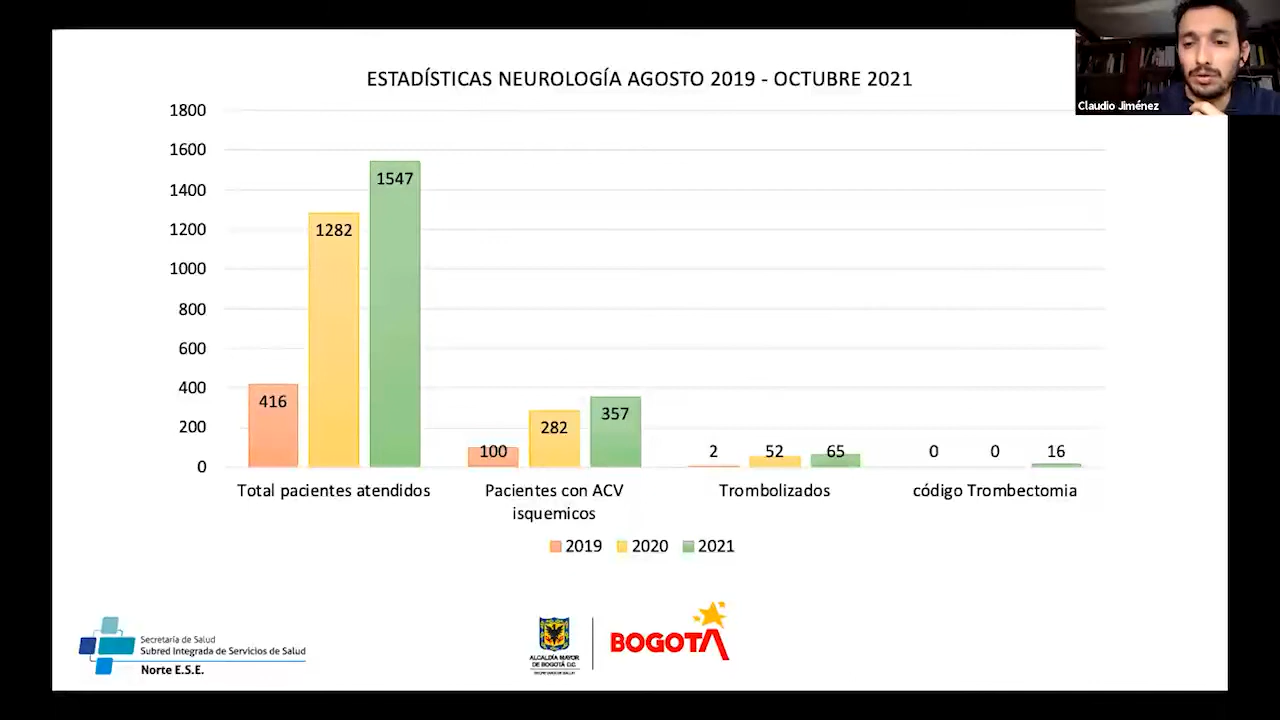 ESTADÍSTICAS NEUROLOGÍA AGOSTO 2019 - OCTUBRE 2021
Claudio Jiménez
1800
1600
1400
1200
1000
800
600
400
200
0
416
1282
1547
100
282
357
2
52
65
0
0
16
Total pacientes atendidos
Pacientes con ACV
isquemicos
Trombolizados
código Trombectomia
2019
2020
2021
Secretaría de Salud
Subred Integrada de Servicios de Salud
Norte E.S.E.
ALCALDÍA MAYOR
DE BOGOTÁ D.C.
BOGOTÁ